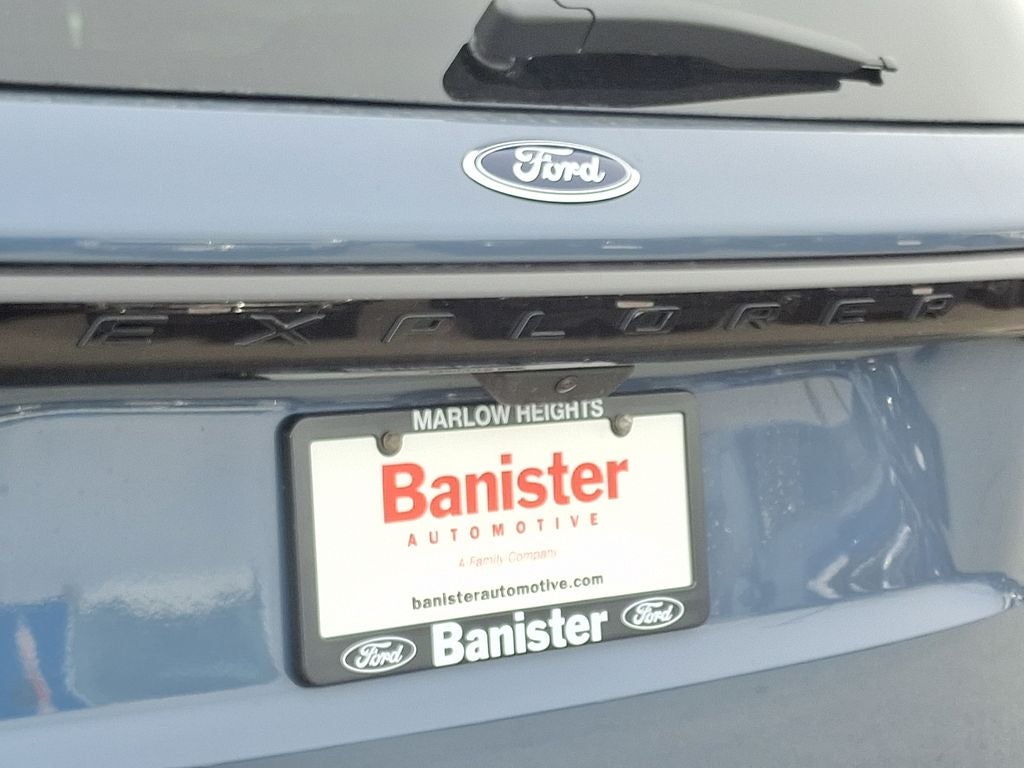 Ford
EXPLORER
MARLOW HEIGHTS
Banister
AUTOMOTIVE
A Family Company
banisterautomotive.com
Ford Banister Ford